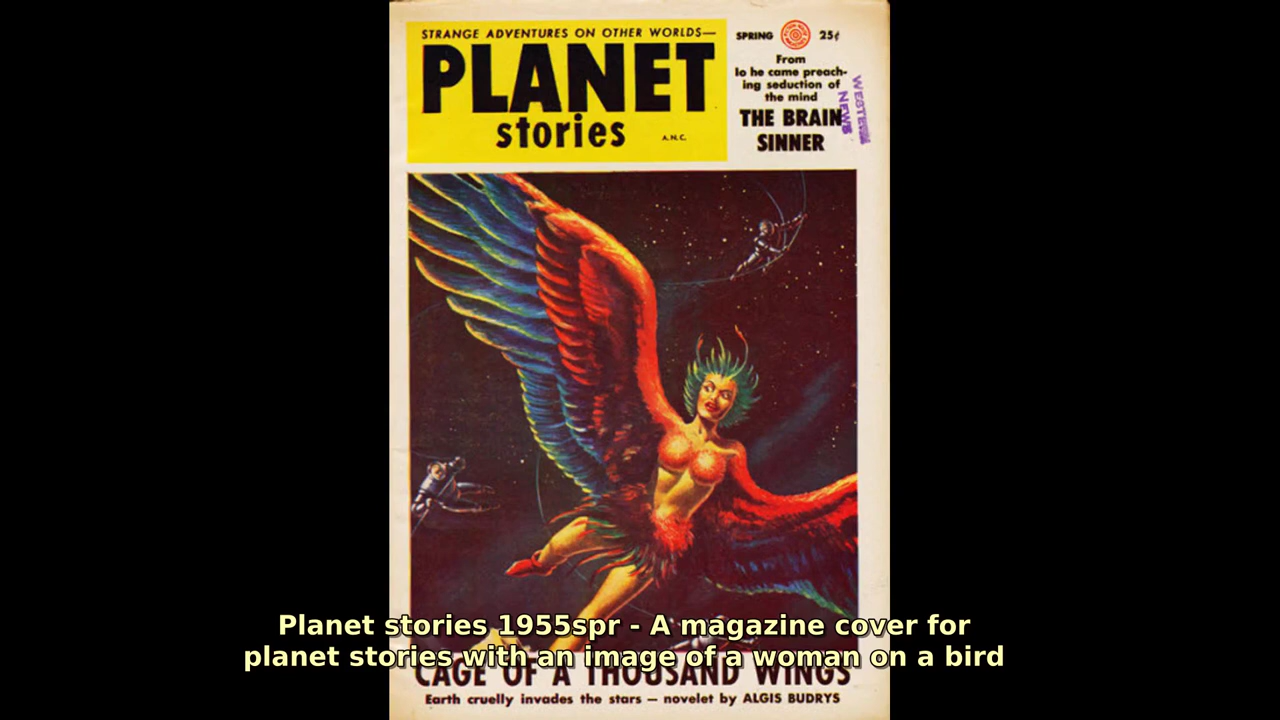 STRANGE ADVENTURES ON OTHER WORLDS—
PLANET
stories
A.N.C.
SPRING 25¢
From
Io he came preach-
ing seduction of
the mind
THE BRAIN
SINNER
WESTERN
NEWS
Planet stories 1955spr - A magazine cover for
planet stories with an image of a woman on a bird
CAGE OF A THOUSAND WINGS
Earth cruelly invades the stars — novelet by ALGIS BUDRYS